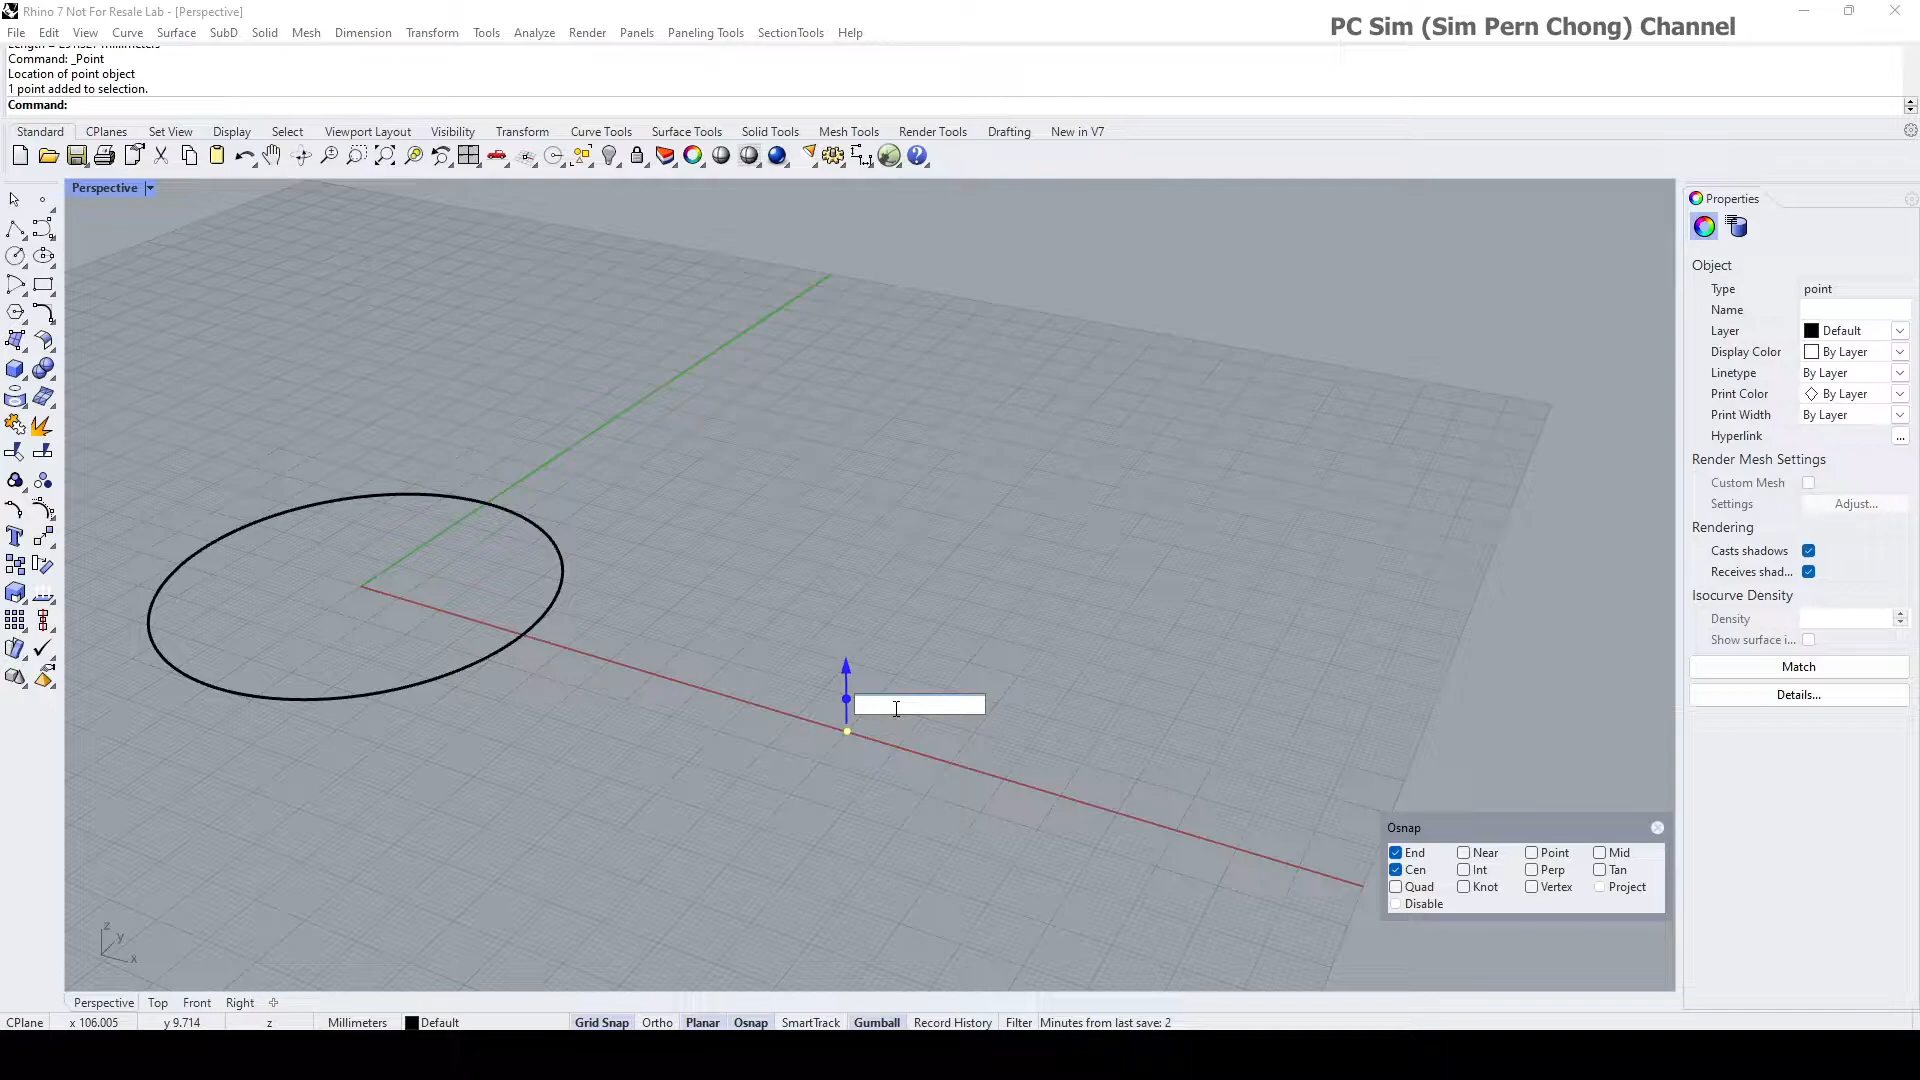 Rhino 7 Not For Resale Lab - [Perspective]
PC Sim (Sim Pern Chong) Channel
File Edit View Curve Surface SubD Solid Mesh Dimension Transform Tools Analyze Render Panels Paneling Tools SectionTools Help
Command: _Point
Location of point object
1 point added to selection.
Command:
Standard CPlanes Set View Display Select Viewport Layout Visibility Transform Curve Tools Surface Tools Solid Tools Mesh Tools Render Tools Drafting New in V7
Perspective
Properties
Object
Type point
Name
Layer Default
Display Color By Layer
Linetype By Layer
Print Color By Layer
Print Width By Layer
Hyperlink ...
Render Mesh Settings
Custom Mesh
Settings Adjust...
Rendering
Casts shadows
Receives shad...
Isocurve Density
Density
Show surface i...
Match
Details...
Osnap
End Near Point Mid
Cen Int Perp Tan
Quad Knot Vertex Project
Disable
z
y
x
Perspective Top Front Right
CPlane x 106.005 y 9.714 z Millimeters Default Grid Snap Ortho Planar Osnap SmartTrack Gumball Record History Filter Minutes from last save: 2